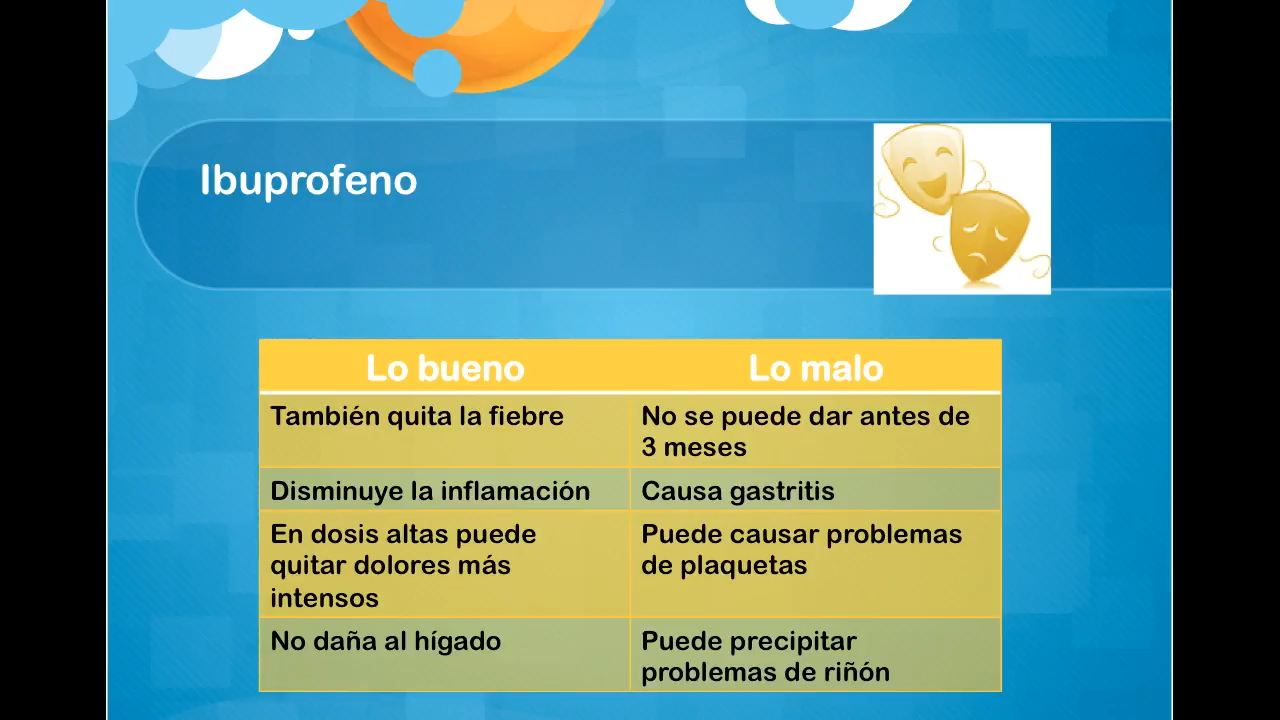 Ibuprofeno
Lo bueno
Lo malo
También quita la fiebre
No se puede dar antes de
3 meses
Disminuye la inflamación
Causa gastritis
En dosis altas puede
quitar dolores más
intensos
Puede causar problemas
de plaquetas
No daña al hígado
Puede precipitar
problemas de riñón